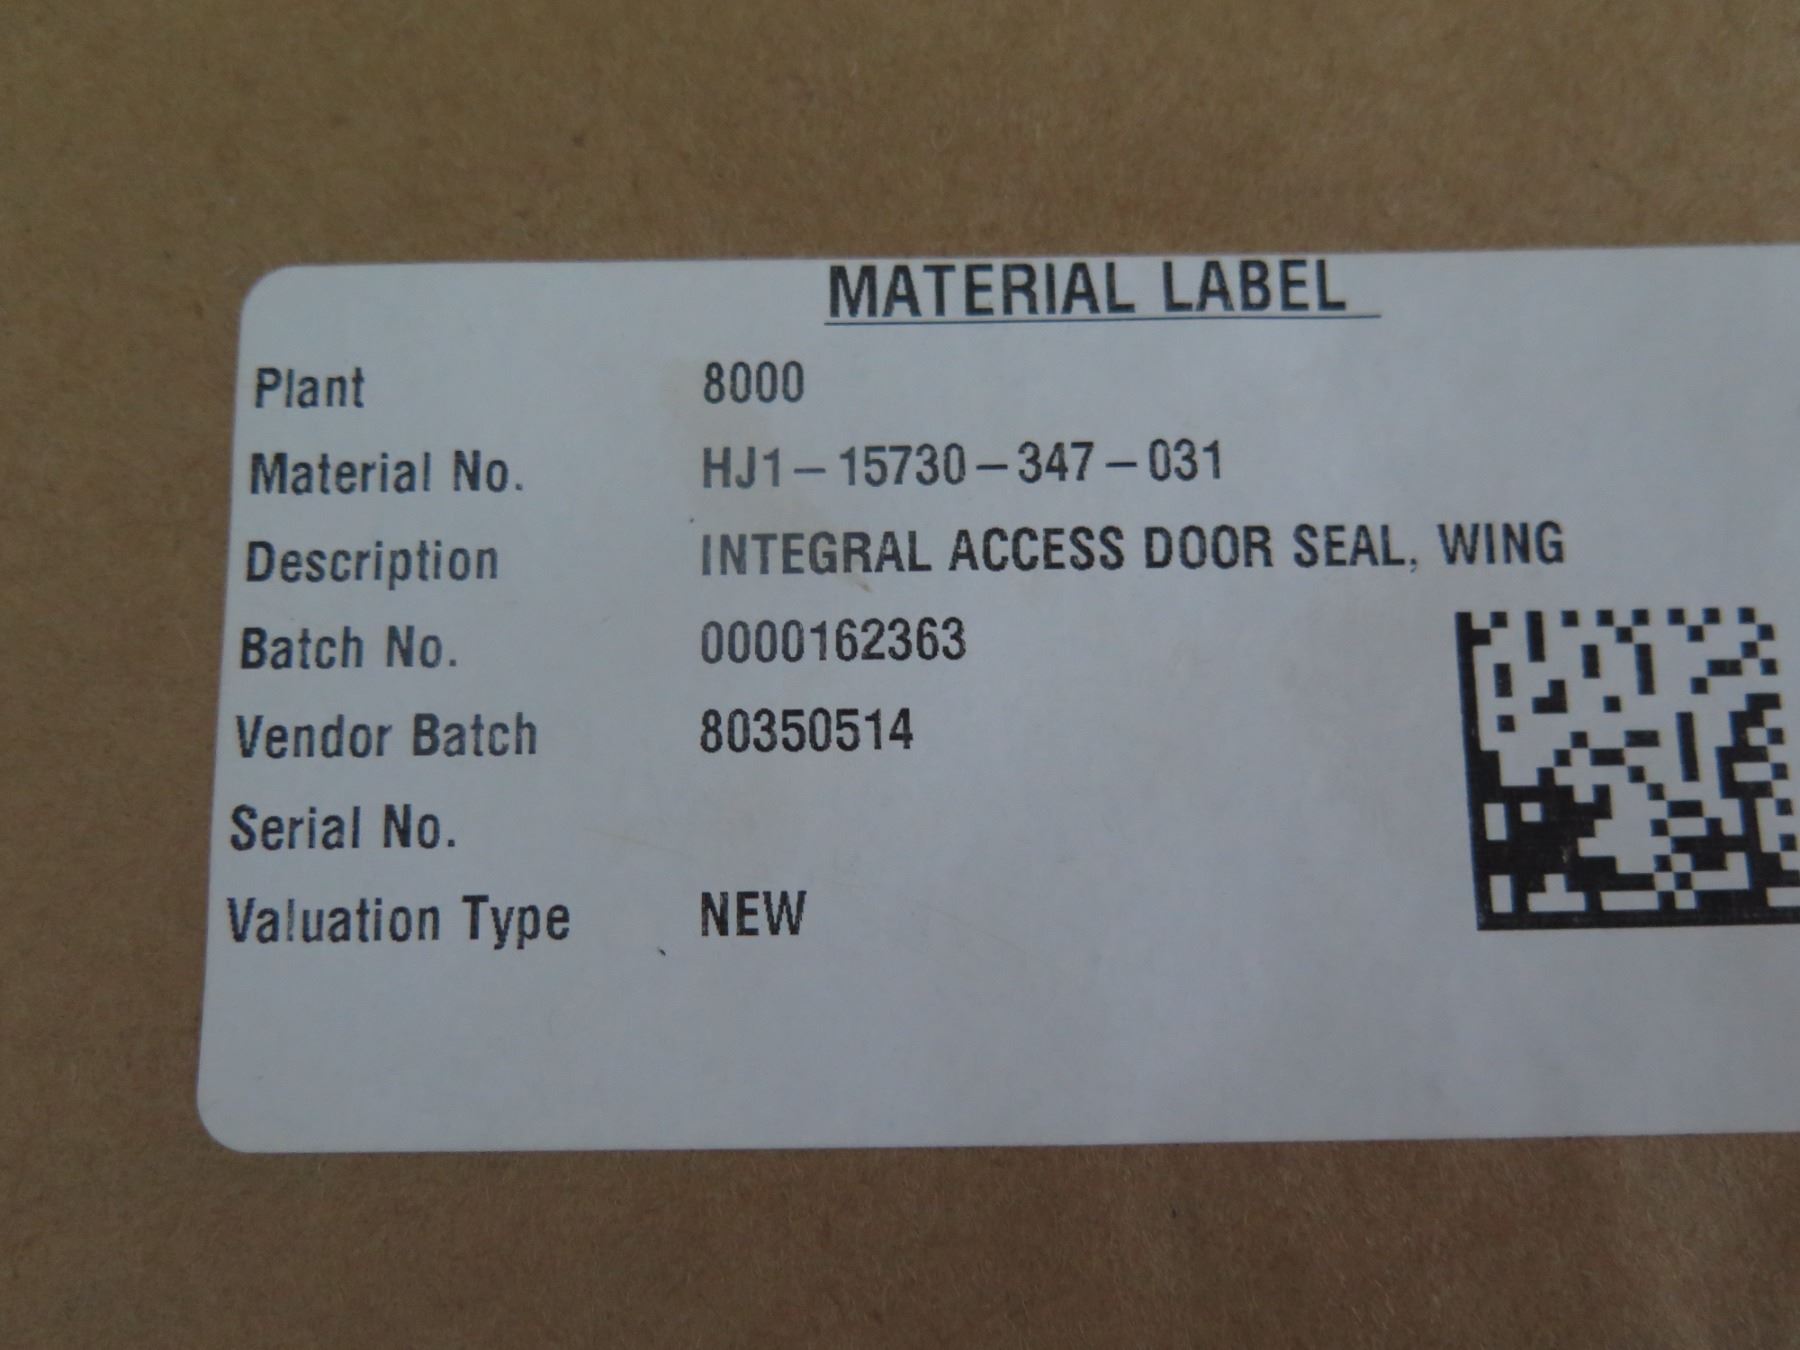 MATERIAL LABEL
Plant 8000
Material No. HJ1-15730-347-031
Description INTEGRAL ACCESS DOOR SEAL, WING
Batch No. 0000162363
Vendor Batch 80350514
Serial No.
Valuation Type NEW